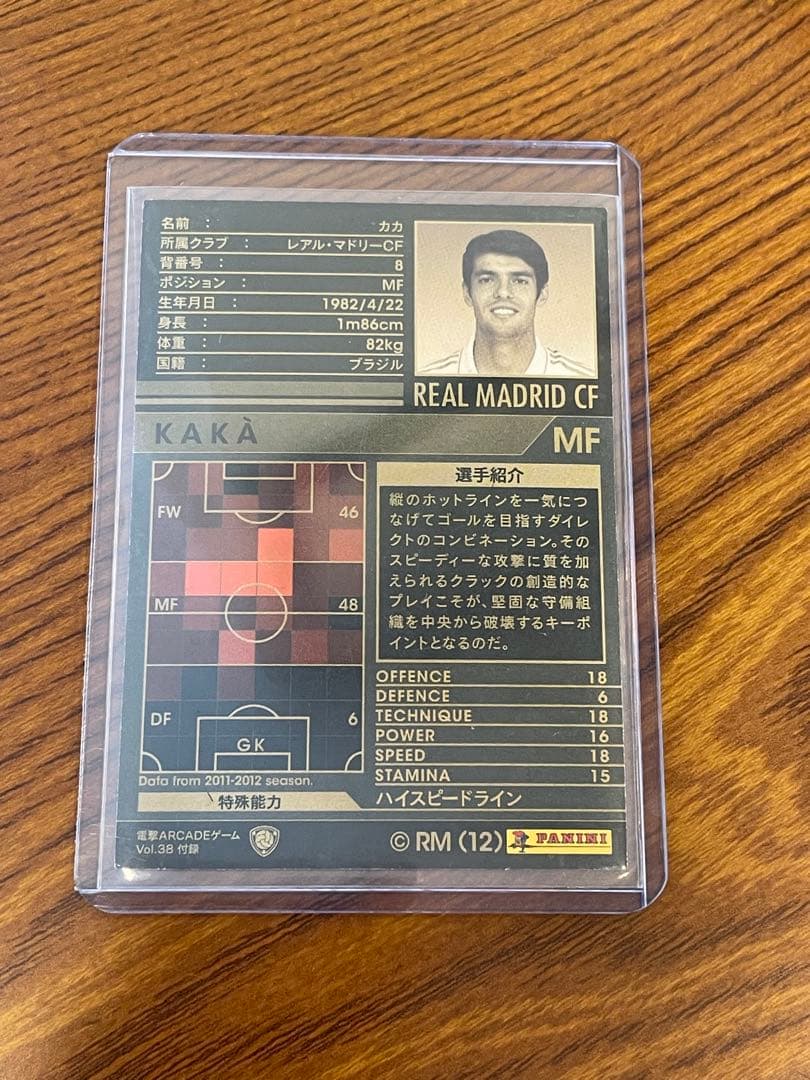 名前 : カカ
所属クラブ : レアル・マドリーCF
背番号 : 8
ポジション : MF
生年月日 : 1982/4/22
身長 : 1m86cm
体重 : 82kg
国籍 : ブラジル
REAL MADRID CF
KAKÀ
MF
FW 46
MF 48
DF 6
GK
Data from 2011-2012 season.
選手紹介
縦のホットラインを一気につ
なげてゴールを目指すダイレ
クトのコンビネーション。その
スピーディーな攻撃に質を加
えられるクラックの創造的な
プレイこそが、堅固な守備組
織を中央から破壊するキーポ
イントとなるのだ。
OFFENCE 18
DEFENCE 6
TECHNIQUE 18
POWER 16
SPEED 18
STAMINA 15
特殊能力 ハイスピードライン
電撃ARCADEゲーム
Vol.38 付録
© RM (12) PANINI